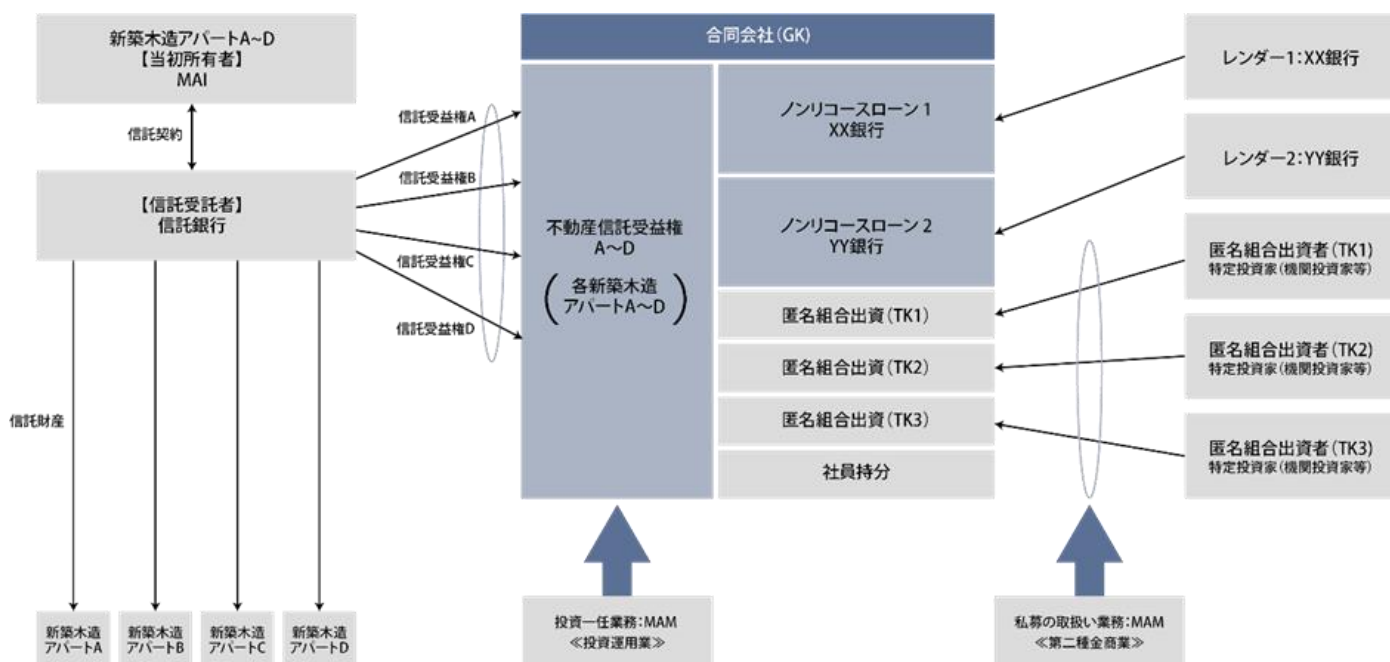 新築木造アパートA~D
【当初所有者】
MAI
信託契約
【信託受託者】
信託銀行
信託財産
新築木造
アパートA
新築木造
アパートB
新築木造
アパートC
新築木造
アパートD
信託受益権A
信託受益権B
信託受益権C
信託受益権D
合同会社(GK)
不動産信託受益権
A〜D
(各新築木造
アパートA〜D)
ノンリコースローン 1
XX銀行
ノンリコースローン 2
YY銀行
匿名組合出資(TK1)
匿名組合出資(TK2)
匿名組合出資(TK3)
社員持分
投資一任業務:MAM
≪投資運用業≫
レンダー1:XX銀行
レンダー2:YY銀行
匿名組合出資者(TK1)
特定投資家(機関投資家等)
匿名組合出資者(TK2)
特定投資家(機関投資家等)
匿名組合出資者(TK3)
特定投資家(機関投資家等)
私募の取扱い業務:MAM
≪第二種金商業≫